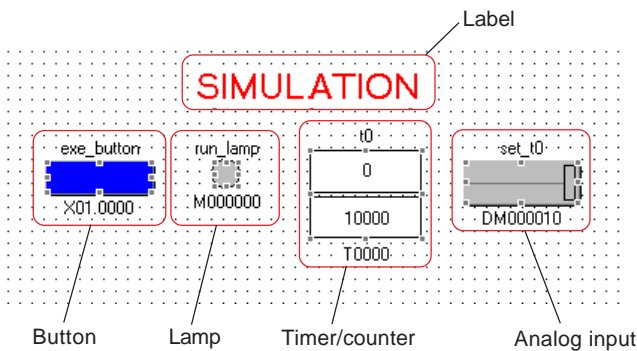 Label
SIMULATION
exe_button
run_lamp
t0
set_t0
0
X01.0000
M000000
10000
DM000010
T0000
Button
Lamp
Timer/counter
Analog input